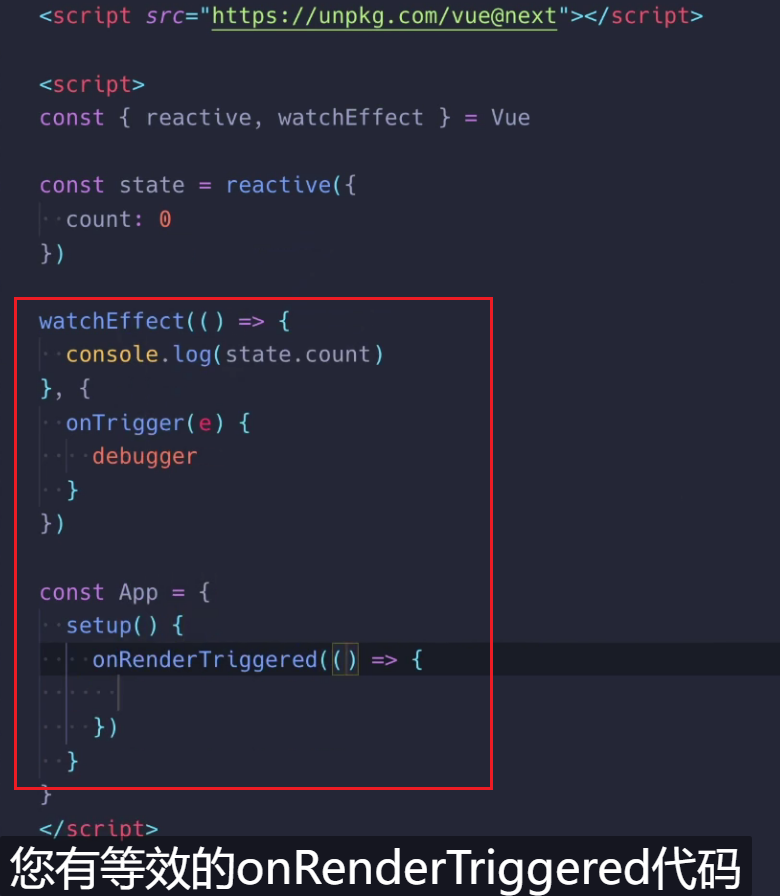 <script src="https://unpkg.com/vue@next"></script>
<script>
const { reactive, watchEffect } = Vue
const state = reactive({
  count: 0
})
watchEffect(() => {
  console.log(state.count)
}, {
  onTrigger(e) {
    debugger
  }
})
const App = {
  setup() {
    onRenderTriggered(() => {
    })
  }
}
</script>
您有等效的onRenderTriggered代码